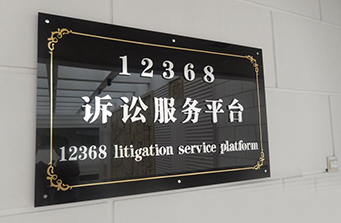 12368
诉讼服务平台
12368 litigation service platform